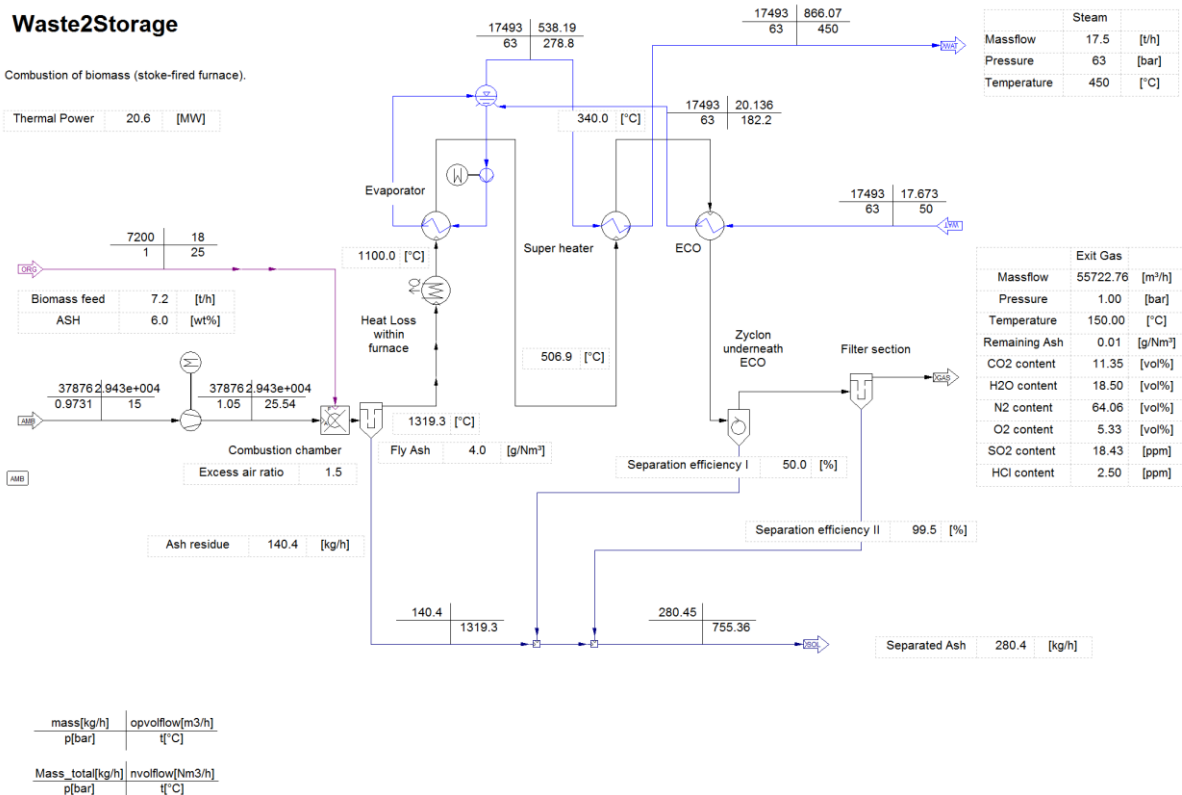 Waste2Storage
Combustion of biomass (stoke-fired furnace).
Thermal Power 20.6 [MW]
17493 538.19
63 278.8
17493 866.07
63 450
WAT
Steam
Massflow 17.5 [t/h]
Pressure 63 [bar]
Temperature 450 [°C]
340.0 [°C]
17493 20.136
63 182.2
Evaporator
M
17493 17.673
63 50
WAT
Super heater
ECO
7200 18
1 25
ORG
1100.0 [°C]
Biomass feed 7.2 [t/h]
ASH 6.0 [wt%]
Heat Loss
within
furnace
506.9 [°C]
Zyclon
underneath
ECO
Filter section
Exit Gas
Massflow 55722.76 [m³/h]
Pressure 1.00 [bar]
Temperature 150.00 [°C]
Remaining Ash 0.01 [g/Nm³]
CO2 content 11.35 [vol%]
H2O content 18.50 [vol%]
N2 content 64.06 [vol%]
O2 content 5.33 [vol%]
SO2 content 18.43 [ppm]
HCl content 2.50 [ppm]
M
37876 2.943e+004
0.9731 15
37876 2.943e+004
1.05 25.54
AMB
GAS
1319.3 [°C]
Combustion chamber
Excess air ratio 1.5
Fly Ash 4.0 [g/Nm³]
AMB
Separation efficiency I 50.0 [%]
Separation efficiency II 99.5 [%]
Ash residue 140.4 [kg/h]
140.4
1319.3
280.45
755.36
SOL
Separated Ash 280.4 [kg/h]
mass[kg/h] opvolflow[m3/h]
p[bar] t[°C]
Mass_total[kg/h] nvolflow[Nm3/h]
p[bar] t[°C]